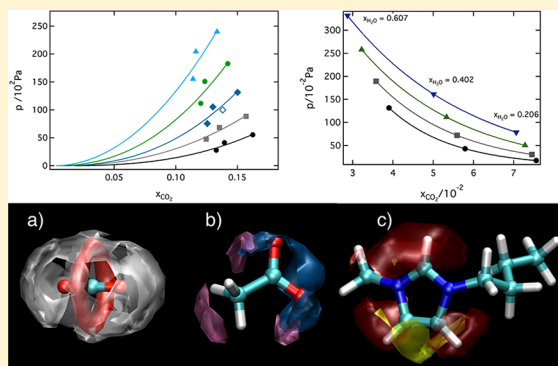 p /10²Pa
250
200
150
100
50
0
0.05
0.10
0.15
x_CO₂
p/10⁻²Pa
300
250
200
150
100
50
x_H₂O = 0.607
x_H₂O = 0.402
x_H₂O = 0.206
3
4
5
6
7
x_CO₂/10⁻²
a)
b)
c)